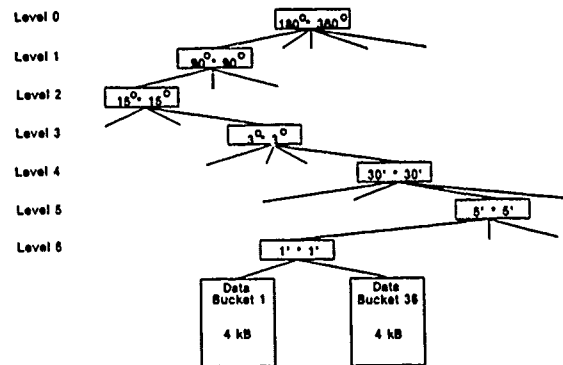 Level 0
180° * 360°
Level 1
90° * 90°
Level 2
15° * 15°
Level 3
3° * 3°
Level 4
30' * 30'
Level 5
5' * 5'
Level 6
1' * 1'
Data
Bucket 1
4 kB
Data
Bucket 36
4 kB